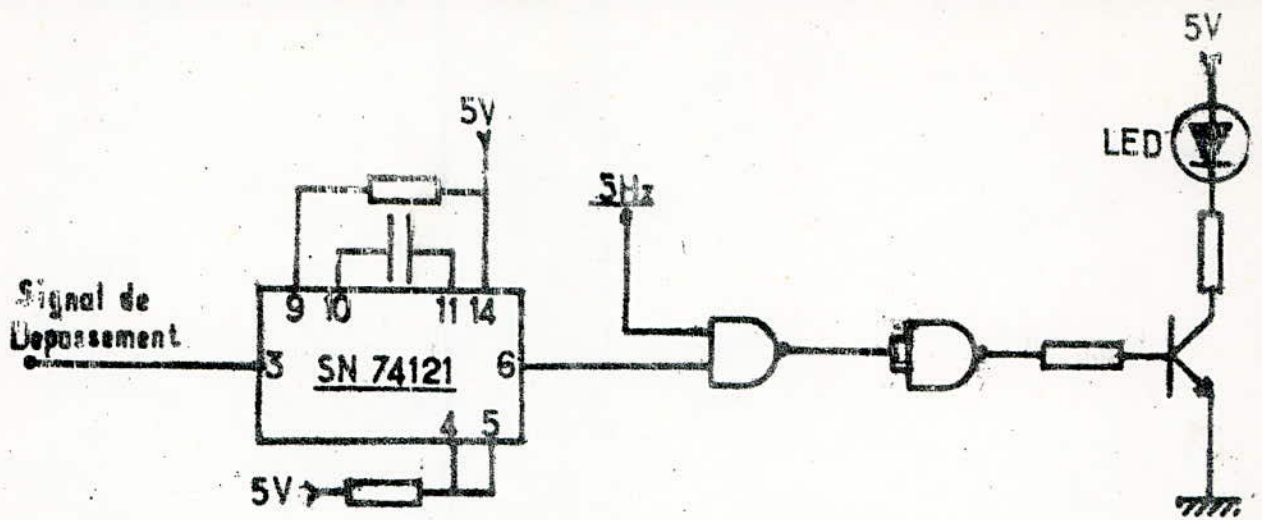 5V
LED
5V
5Hz
Signal de
Depassement
9 10 11 14
3 SN 74121 6
4 5
5V